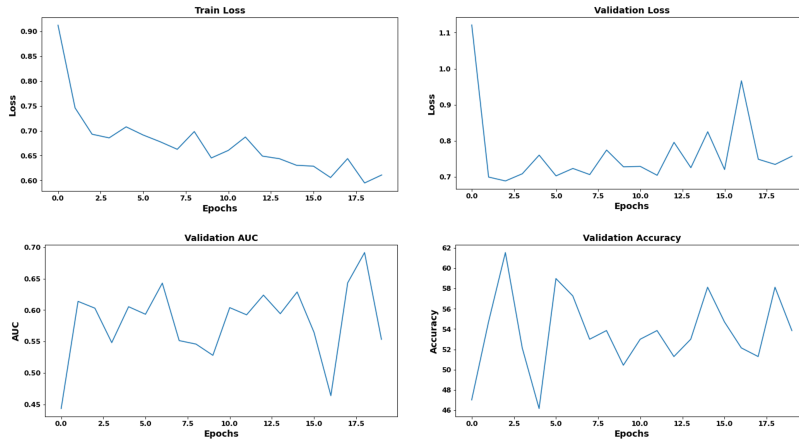 Train Loss
Loss
0.90
0.85
0.80
0.75
0.70
0.65
0.60
0.0 2.5 5.0 7.5 10.0 12.5 15.0 17.5
Epochs
Validation Loss
Loss
1.1
1.0
0.9
0.8
0.7
0.0 2.5 5.0 7.5 10.0 12.5 15.0 17.5
Epochs
Validation AUC
AUC
0.70
0.65
0.60
0.55
0.50
0.45
0.0 2.5 5.0 7.5 10.0 12.5 15.0 17.5
Epochs
Validation Accuracy
Accuracy
62
60
58
56
54
52
50
48
46
0.0 2.5 5.0 7.5 10.0 12.5 15.0 17.5
Epochs